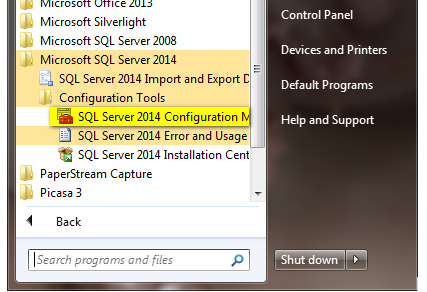 Microsoft Office 2013
Microsoft Silverlight
Microsoft SQL Server 2008
Microsoft SQL Server 2014
SQL Server 2014 Import and Export D
Configuration Tools
SQL Server 2014 Configuration M
SQL Server 2014 Error and Usage
SQL Server 2014 Installation Cent
PaperStream Capture
Picasa 3
Back
Search programs and files
Control Panel
Devices and Printers
Default Programs
Help and Support
Shut down